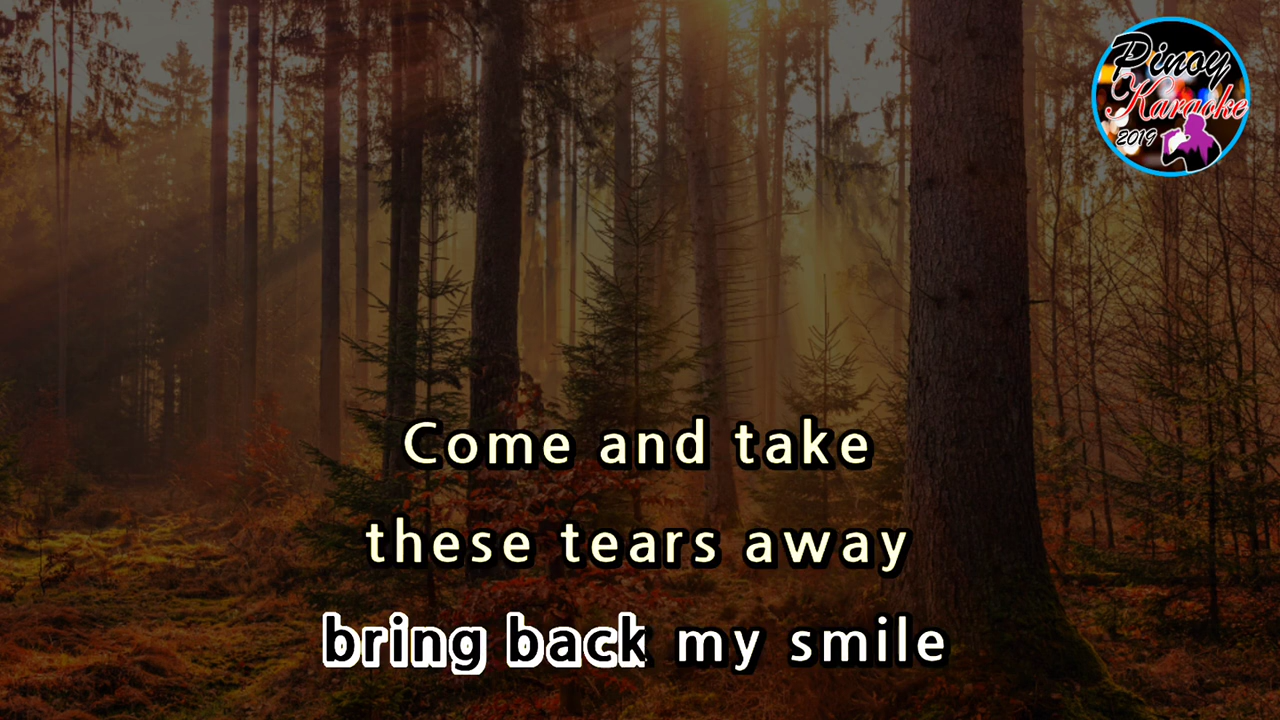 Pinoy
Karaoke
2019
Come and take
these tears away
bring back my smile